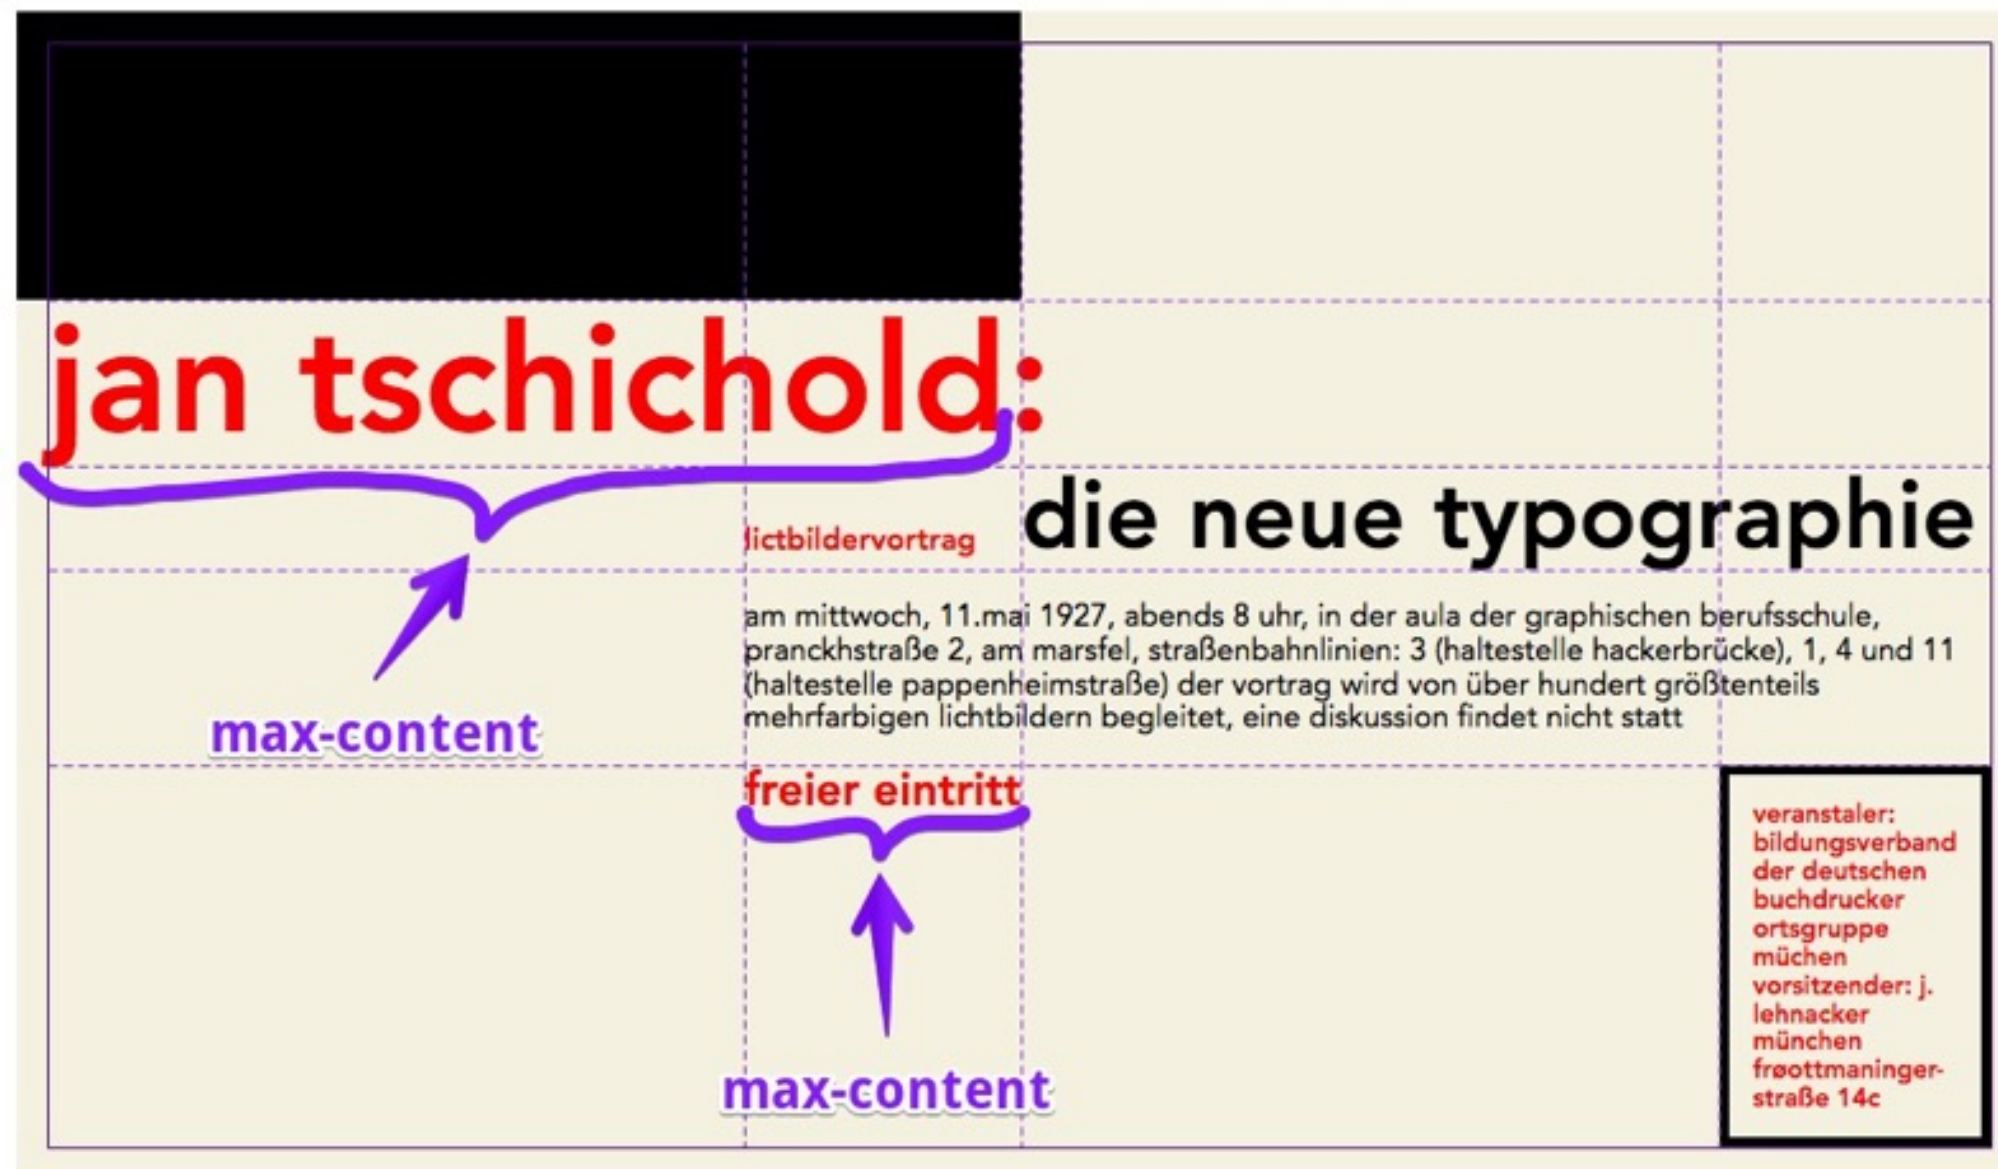 jan tschichold:
lictbildervortrag
die neue typographie
am mittwoch, 11.mai 1927, abends 8 uhr, in der aula der graphischen berufsschule,
pranckhstraße 2, am marsfel, straßenbahnlinien: 3 (haltestelle hackerbrücke), 1, 4 und 11
(haltestelle pappenheimstraße) der vortrag wird von über hundert größtenteils
mehrfarbigen lichtbildern begleitet, eine diskussion findet nicht statt
max-content
freier eintritt
max-content
veranstaler:
bildungsverband
der deutschen
buchdrucker
ortsgruppe
müchen
vorsitzender: j.
lehnacker
münchen
frøottmaninger-
straße 14c